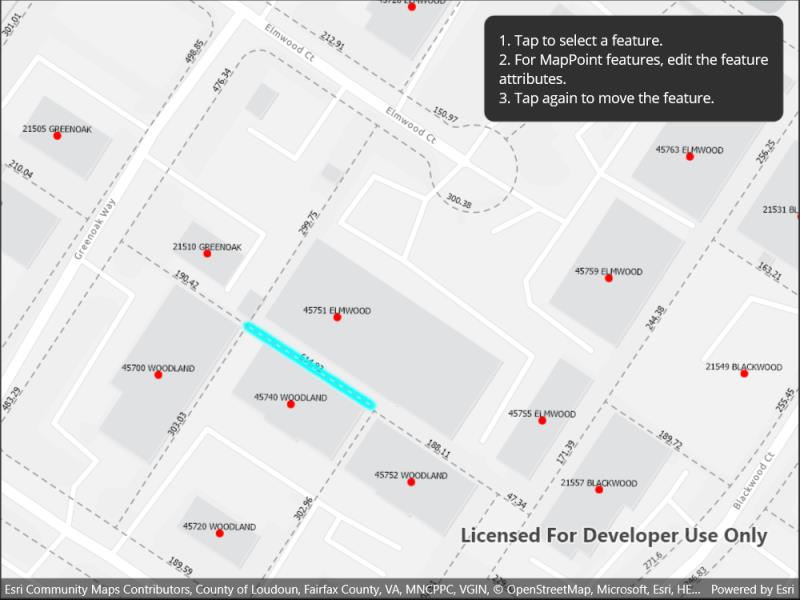 45720 ELMWOOD
301.01
498.85
212.91
Elmwood Ct
1. Tap to select a feature.
2. For MapPoint features, edit the feature
attributes.
3. Tap again to move the feature.
476.34
150.97
Elmwood Ct
21505 GREENOAK
210.04
45763 ELMWOOD
256.25
300.38
21531 BL
Greenoak Way
299.75
21510 GREENOAK
190.42
45759 ELMWOOD
163.21
45751 ELMWOOD
244.38
45700 WOODLAND
21549 BLACKWOOD
483.29
45740 WOODLAND
255.45
303.03
45755 ELMWOOD
188.11
189.72
171.39
45752 WOODLAND
21557 BLACKWOOD
Blackwood Ct
47.34
302.96
45720 WOODLAND
Licensed For Developer Use Only
189.59
271.6
Esri Community Maps Contributors, County of Loudoun, Fairfax County, VA, MNCPPC, VGIN, © OpenStreetMap, Microsoft, Esri, HE... Powered by Esri